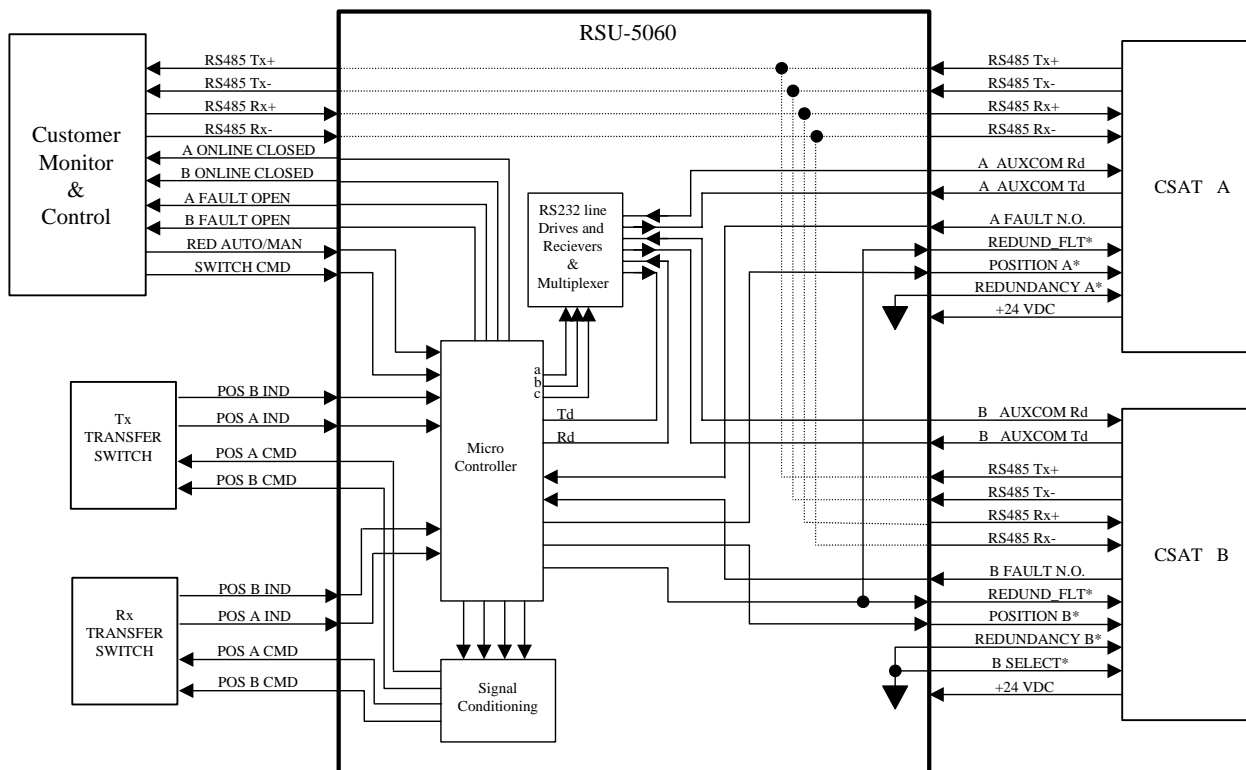 RSU-5060
Customer
Monitor
&
Control
RS485 Tx+
RS485 Tx-
RS485 Rx+
RS485 Rx-
A ONLINE CLOSED
B ONLINE CLOSED
A FAULT OPEN
B FAULT OPEN
RED AUTO/MAN
SWITCH CMD
RS232 line
Drives and
Recievers
&
Multiplexer
RS485 Tx+
RS485 Tx-
RS485 Rx+
RS485 Rx-
A AUXCOM Rd
A AUXCOM Td
A FAULT N.O.
REDUND_FLT*
POSITION A*
REDUNDANCY A*
+24 VDC
CSAT A
Tx
TRANSFER
SWITCH
POS B IND
POS A IND
POS A CMD
POS B CMD
a
b
c
Td
Rd
Micro
Controller
B AUXCOM Rd
B AUXCOM Td
RS485 Tx+
RS485 Tx-
RS485 Rx+
RS485 Rx-
B FAULT N.O.
REDUND_FLT*
POSITION B*
REDUNDANCY B*
B SELECT*
+24 VDC
CSAT B
Rx
TRANSFER
SWITCH
POS B IND
POS A IND
POS A CMD
POS B CMD
Signal
Conditioning